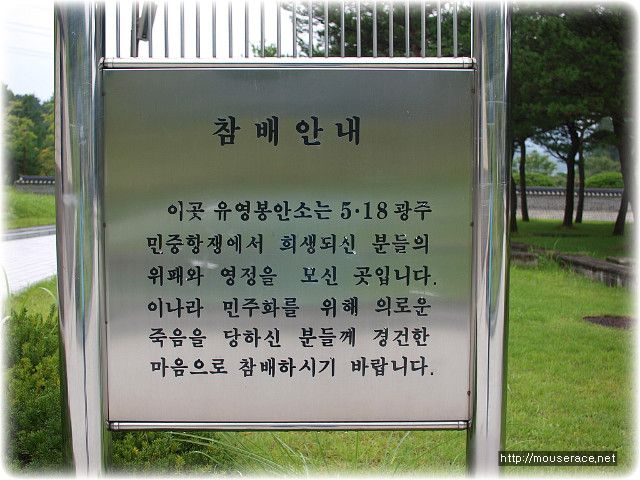 참배안내
이곳 유영봉안소는 5·18 광주
민중항쟁에서 희생되신 분들의
위패와 영정을 모신 곳입니다.
이나라 민주화를 위해 의로운
죽음을 당하신 분들께 경건한
마음으로 참배하시기 바랍니다.
http://mouserace.net